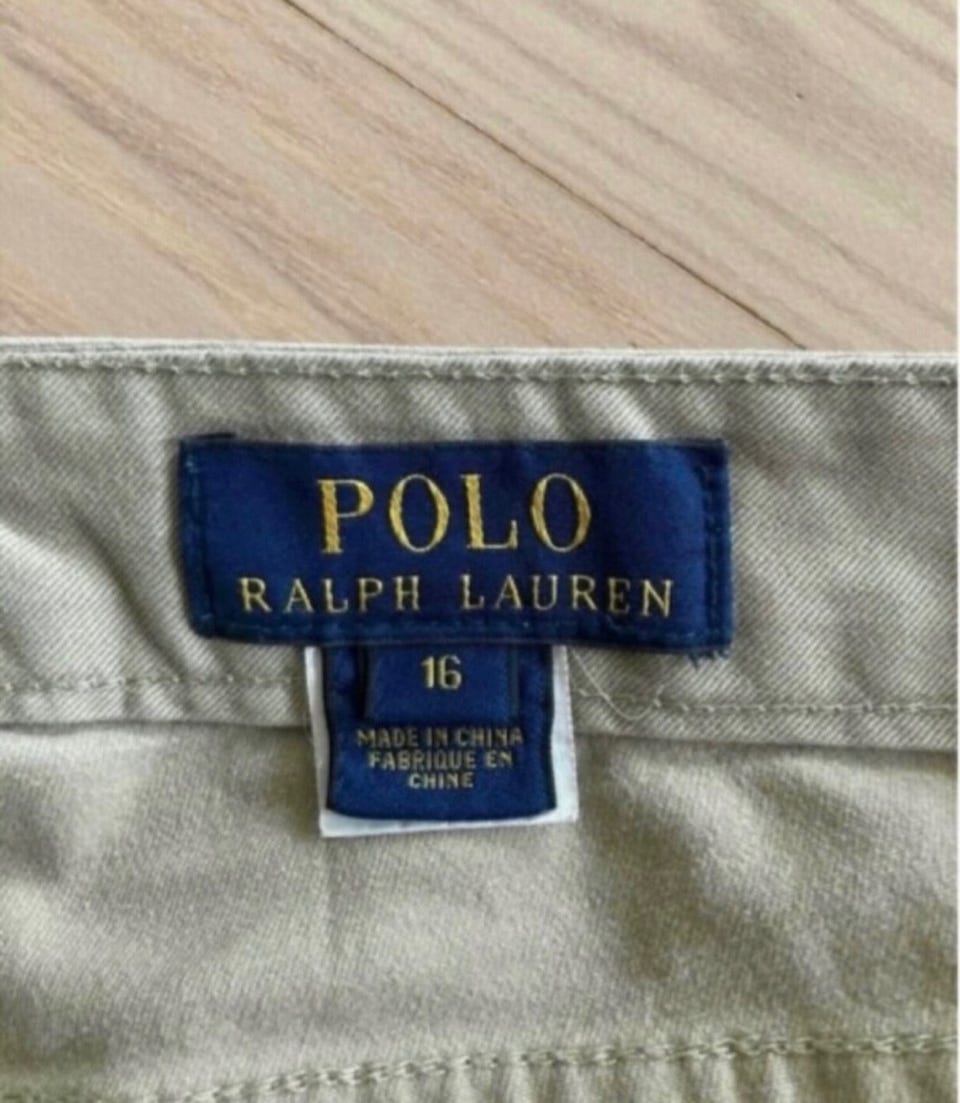 POLO
RALPH LAUREN
16
MADE IN CHINA
FABRIQUE EN
CHINE